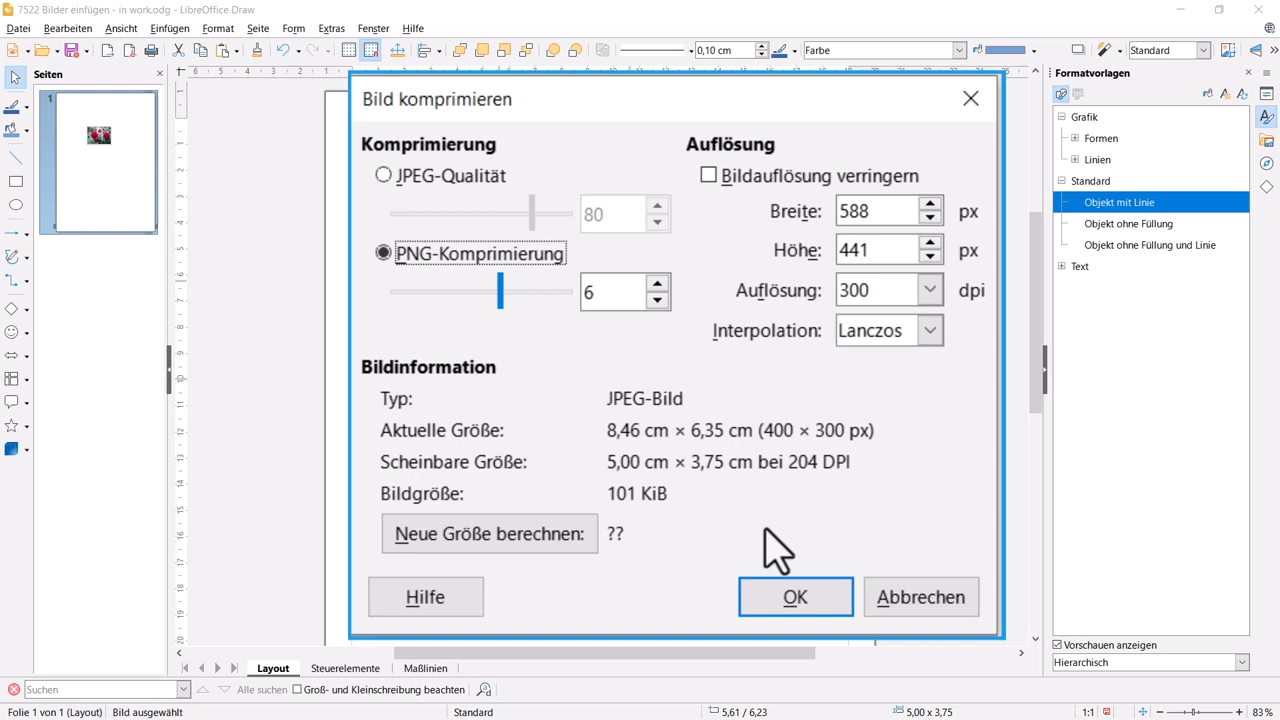 7522 Bilder einfügen - in work.odg - LibreOffice Draw
Datei Bearbeiten Ansicht Einfügen Format Seite Form Extras Fenster Hilfe
0,10 cm Farbe Standard
Seiten
1
Bild komprimieren
Komprimierung
JPEG-Qualität
80
PNG-Komprimierung
6
Auflösung
Bildauflösung verringern
Breite: 588 px
Höhe: 441 px
Auflösung: 300 dpi
Interpolation: Lanczos
Bildinformation
Typ: JPEG-Bild
Aktuelle Größe: 8,46 cm × 6,35 cm (400 × 300 px)
Scheinbare Größe: 5,00 cm × 3,75 cm bei 204 DPI
Bildgröße: 101 KiB
Neue Größe berechnen: ??
Hilfe OK Abbrechen
Formatvorlagen
Grafik
Formen
Linien
Standard
Objekt mit Linie
Objekt ohne Füllung
Objekt ohne Füllung und Linie
Text
Vorschauen anzeigen
Hierarchisch
Layout Steuerelemente Maßlinien
Suchen Alle suchen Groß- und Kleinschreibung beachten
Folie 1 von 1 (Layout) Bild ausgewählt Standard 5,61 / 6,23 5,00 x 3,75 1:1 83 %